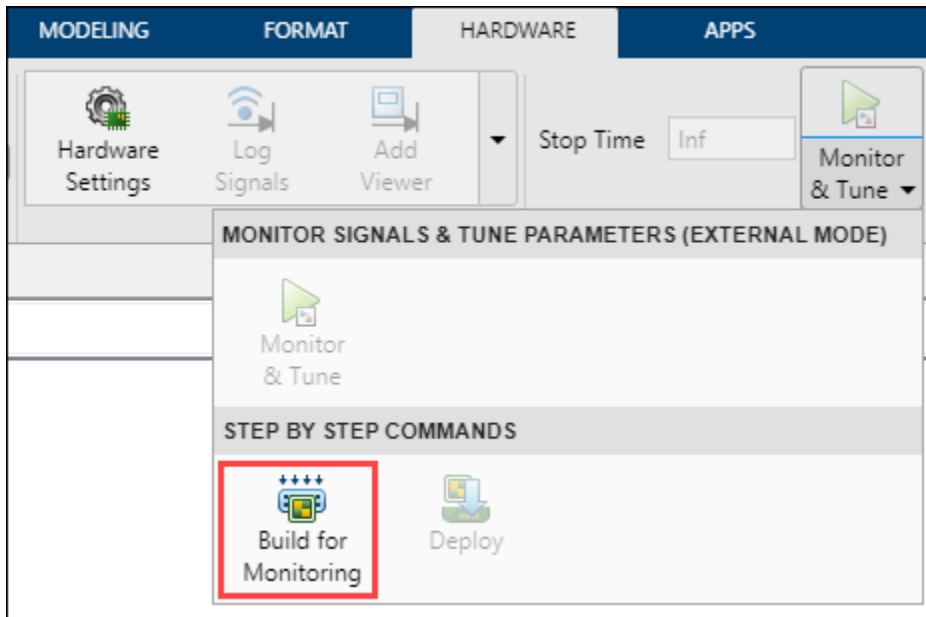 MODELING FORMAT HARDWARE APPS
Hardware Settings
Log Signals
Add Viewer
Stop Time Inf
Monitor & Tune
MONITOR SIGNALS & TUNE PARAMETERS (EXTERNAL MODE)
Monitor
& Tune
STEP BY STEP COMMANDS
Build for
Monitoring
Deploy